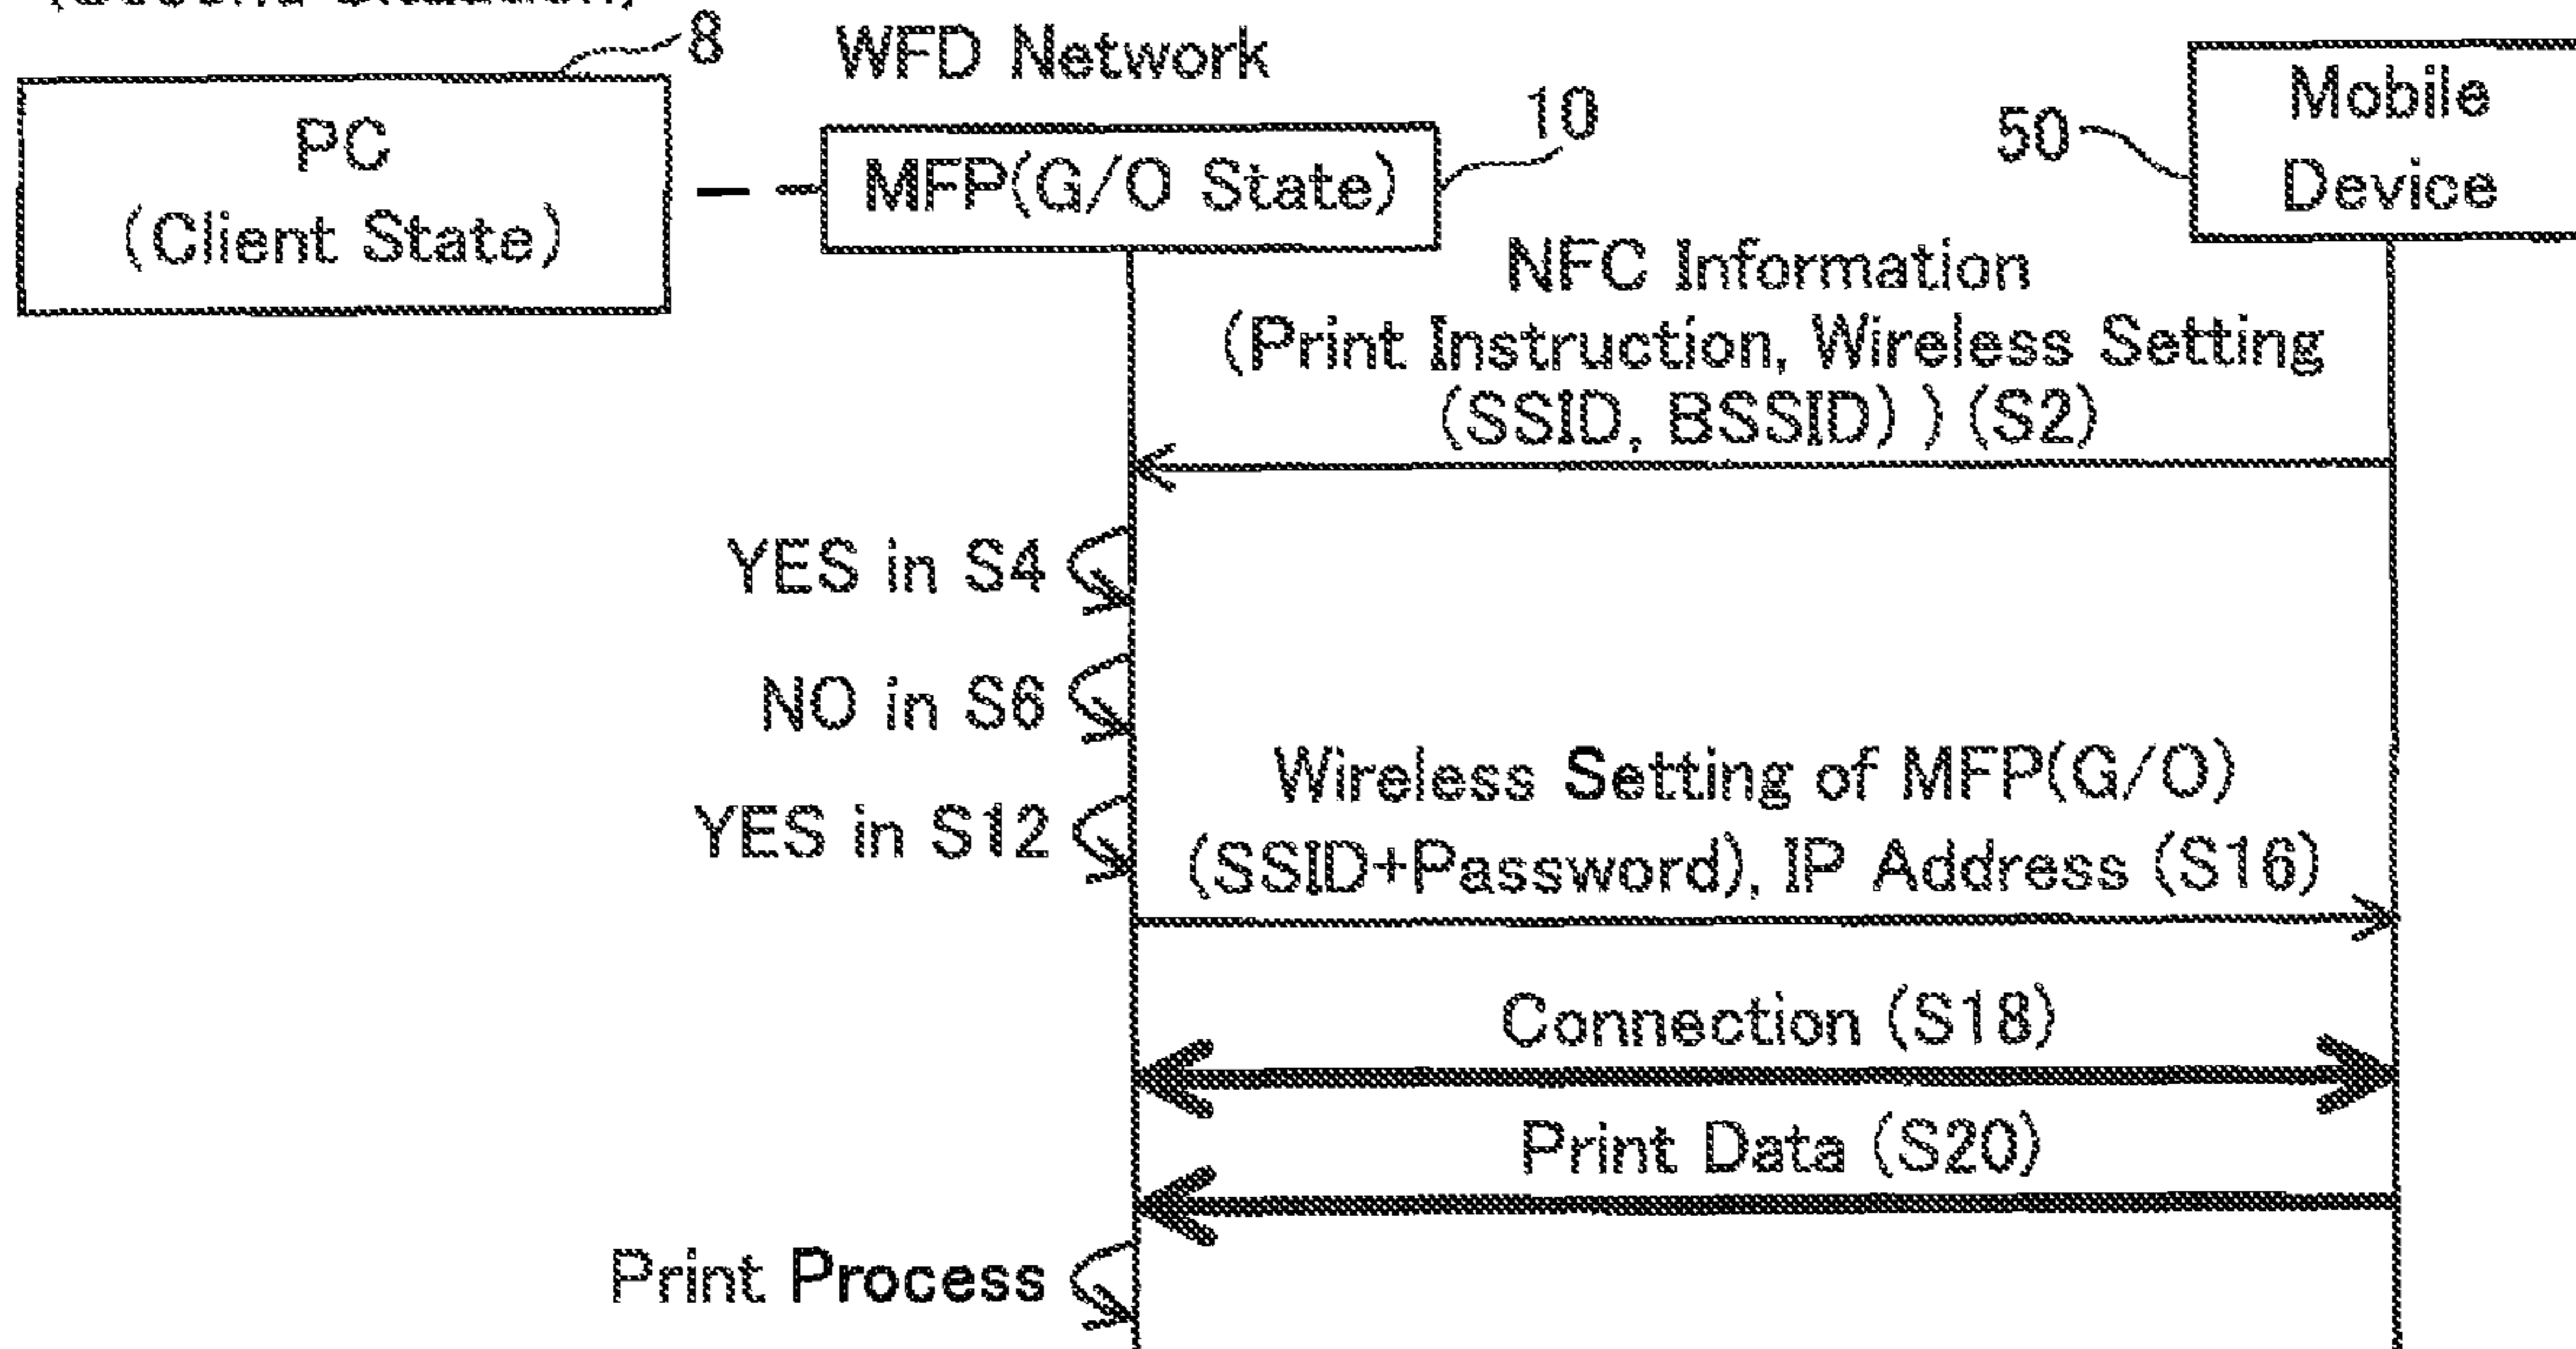 8
WFD Network
PC
(Client State)
MFP(G/O State)
10
50
Mobile
Device
NFC Information
(Print Instruction, Wireless Setting
(SSID, BSSID) ) (S2)
YES in S4
NO in S6
YES in S12
Wireless Setting of MFP(G/O)
(SSID+Password), IP Address (S16)
Connection (S18)
Print Data (S20)
Print Process